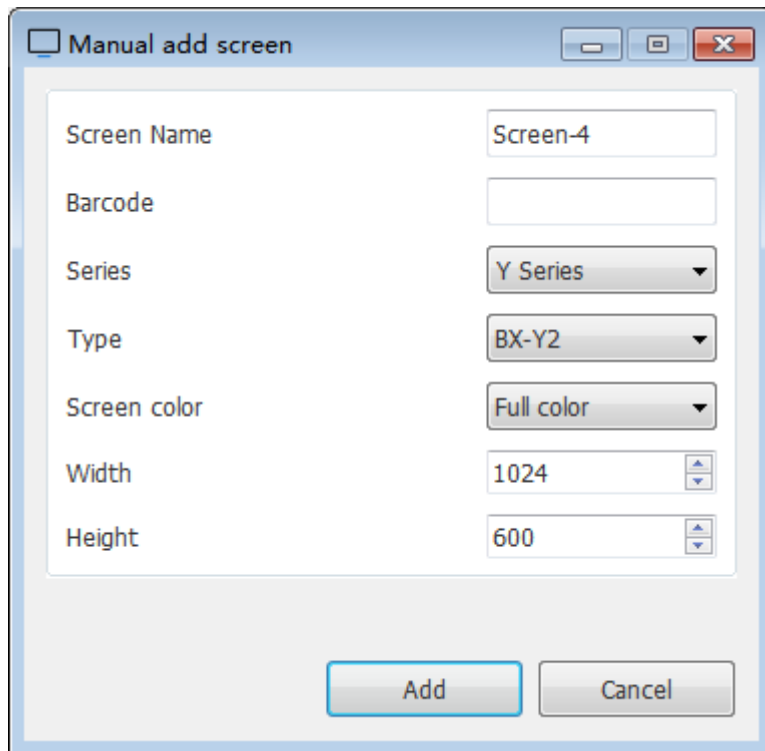 Manual add screen
Screen Name Screen-4
Barcode
Series Y Series
Type BX-Y2
Screen color Full color
Width 1024
Height 600
Add Cancel